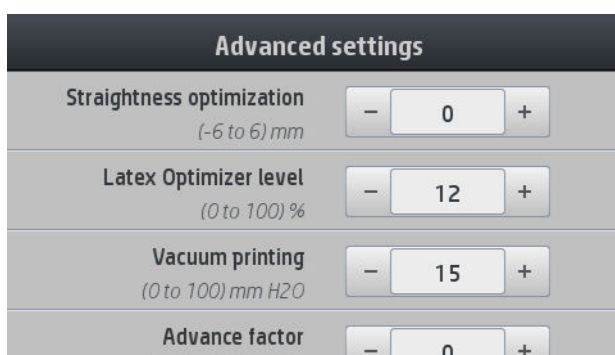 Advanced settings
Straightness optimization
− 0 +
(-6 to 6) mm
Latex Optimizer level
− 12 +
(0 to 100) %
Vacuum printing
− 15 +
(0 to 100) mm H2O
Advance factor
− 0 +